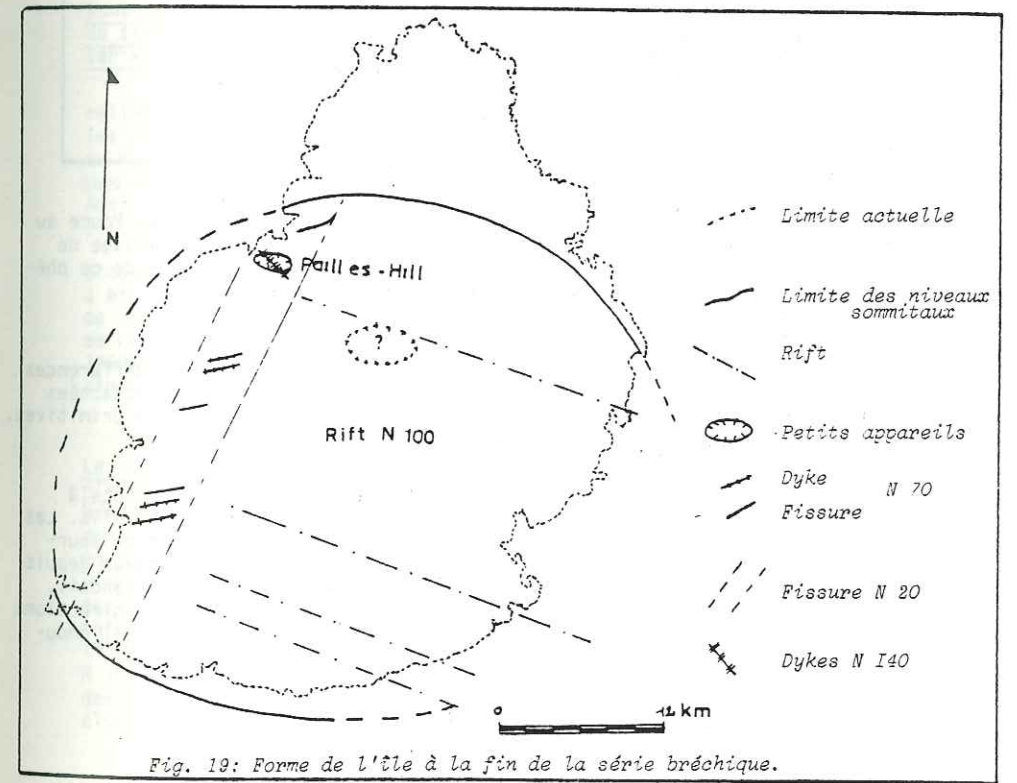 N
Pailles-Hill
?
Rift N 100
Limite actuelle
Limite des niveaux
sommitaux
Rift
Petits appareils
Dyke
N 70
Fissure
Fissure N 20
Dykes N I40
0
12 km
Fig. 19: Forme de l'île à la fin de la série bréchique.